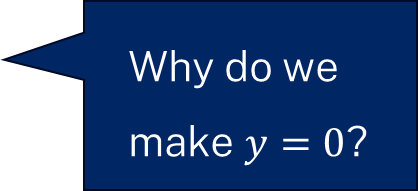 Why do we
make 𝑦 = 0?